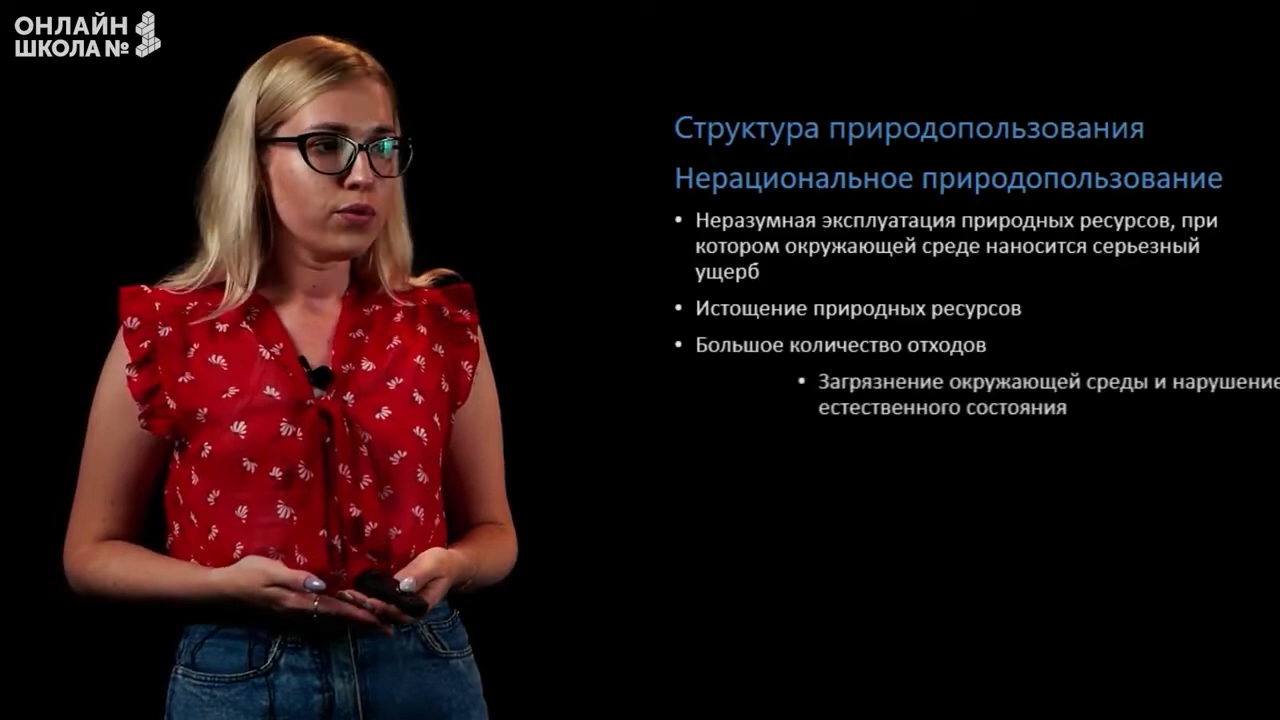 ОНЛАЙН
ШКОЛА №1
Структура природопользования
Нерациональное природопользование
• Неразумная эксплуатация природных ресурсов, при
котором окружающей среде наносится серьезный
ущерб
• Истощение природных ресурсов
• Большое количество отходов
• Загрязнение окружающей среды и нарушение
естественного состояния